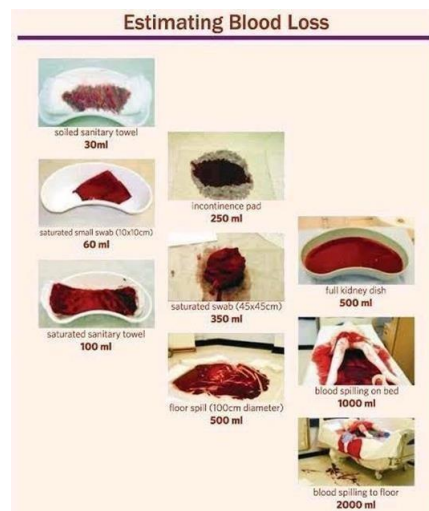 Estimating Blood Loss
soiled sanitary towel
30ml
saturated small swab (10x10cm)
60 ml
saturated sanitary towel
100 ml
incontinence pad
250 ml
saturated swab (45x45cm)
350 ml
floor spill (100cm diameter)
500 ml
full kidney dish
500 ml
blood spilling on bed
1000 ml
blood spilling to floor
2000 ml